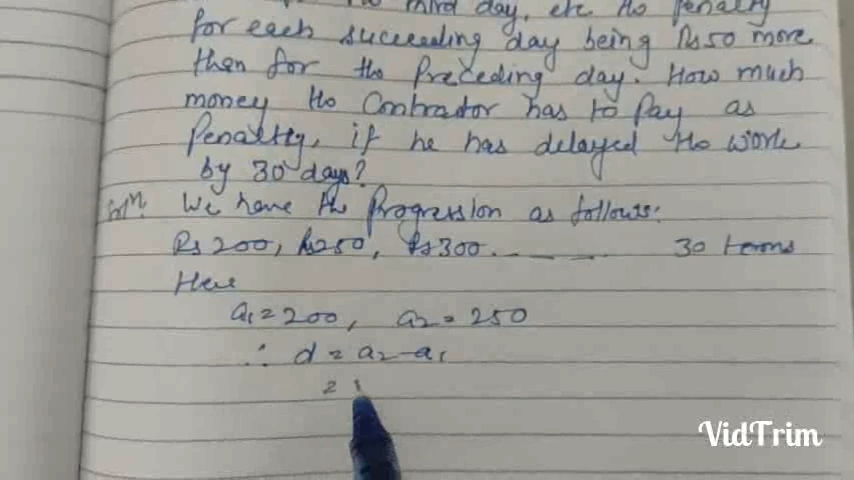 third day, etc the penalty
for each succeeding day being Rs50 more
then for the preceding day. How much
money the Contractor has to pay as
Penalty, if he has delayed the work
by 30 days?
Solⁿ. We have the Progression as follows:
Rs 200, Rs250, Rs300. _ _ _ . 30 terms
Here
a₁ = 200, a₂ = 250
∴ d = a₂ - a₁
=
VidTrim